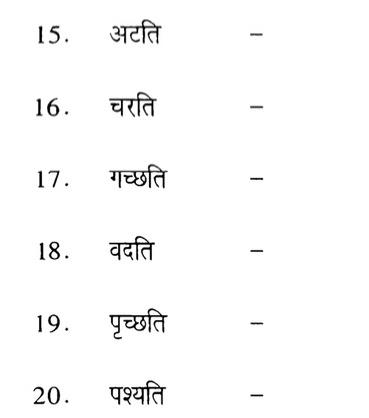 15. अटति –
16. चरति –
17. गच्छति –
18. वदति –
19. पृच्छति –
20. पश्यति –